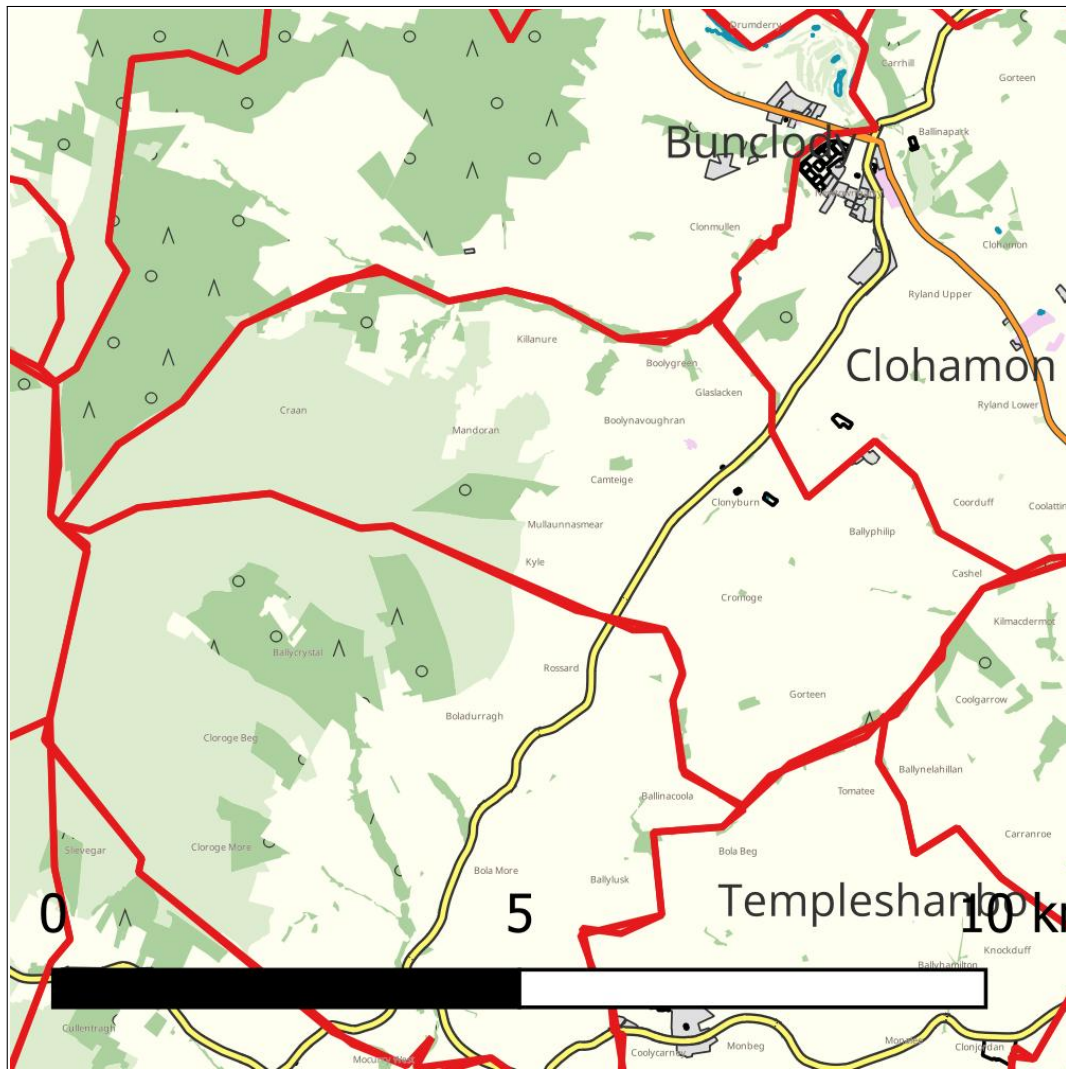 Drumderry
Carrhill
Gorteen
Bunclody
Ballinapark
Clonmullen
Clohamon
Ryland Upper
Killanure
Boolygreen
Clohamon
Glaslacken
Craan
Ryland Lower
Boolynavoughran
Mandoran
Camteige
Clonyburn
Coorduff
Mullaunnasmear
Ballyphilip
Kyle
Cashel
Cromoge
Kilmacdermot
Ballycrystal
Rossard
Gorteen
Coolgarrow
Boladurragh
Cloroge Beg
Ballynelahillan
Ballinacoola
Tomatee
Carranroe
Slievegar
Cloroge More
Bola Beg
Bola More
Ballylusk
Templeshanbo
0
5
10 km
Knockduff
Ballyhamilton
Cullentragh
Monbeg
Clonjordan
Coolycarney